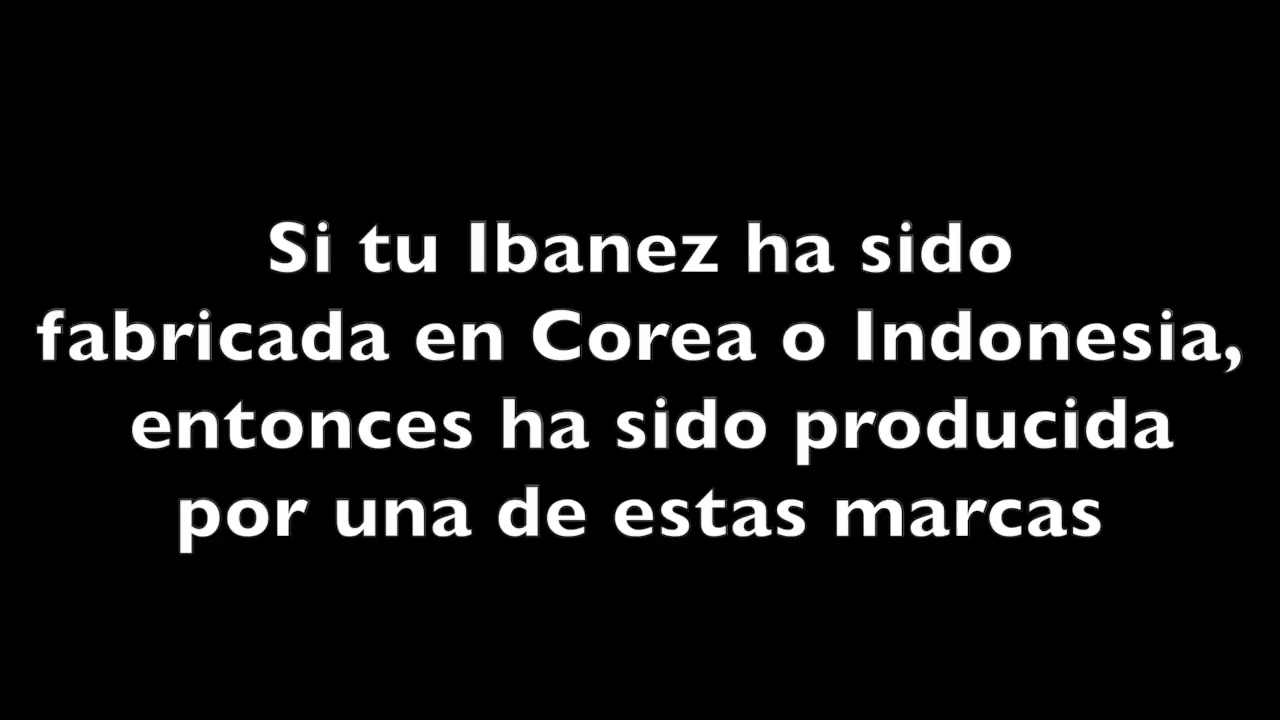 Si tu Ibanez ha sido
fabricada en Corea o Indonesia,
entonces ha sido producida
por una de estas marcas